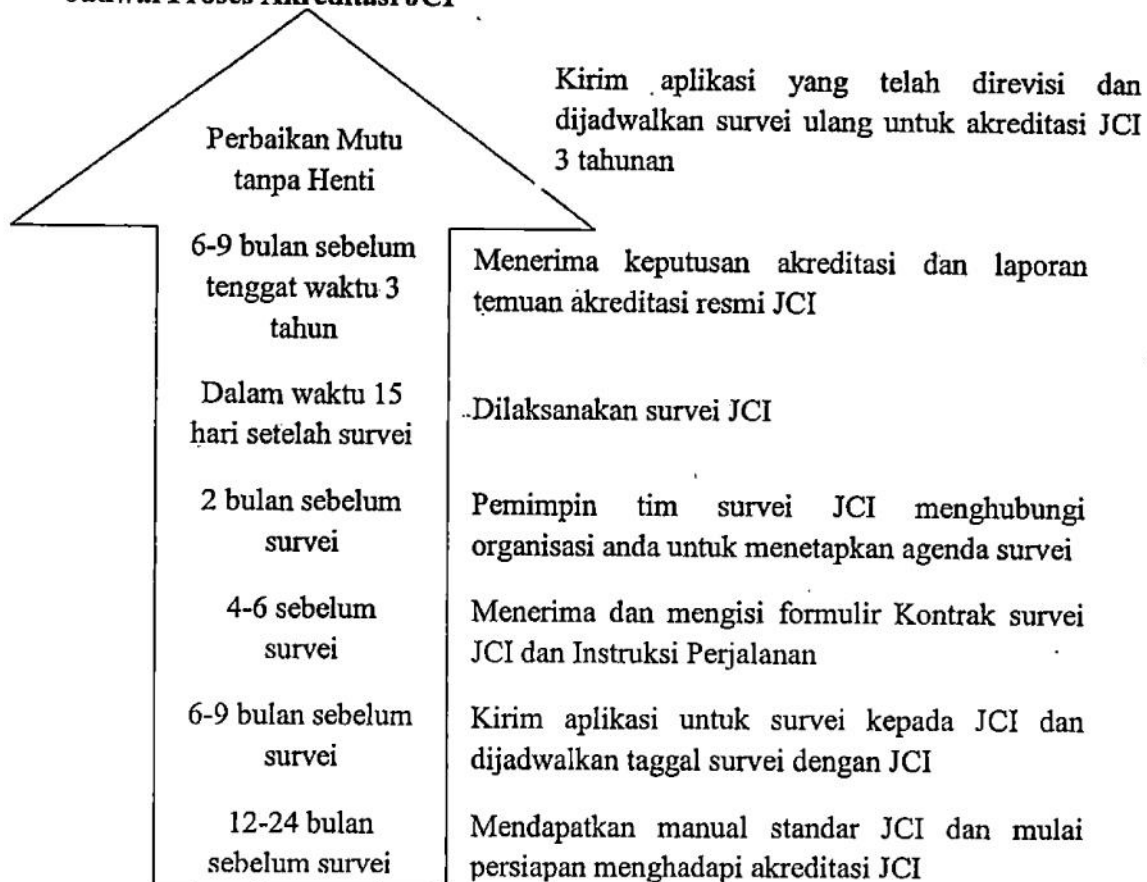 Jadwal Proses Akreditasi JCI
Kirim aplikasi yang telah direvisi dan
dijadwalkan survei ulang untuk akreditasi JCI
3 tahunan
Perbaikan Mutu
tanpa Henti
6-9 bulan sebelum
tenggat waktu 3
tahun
Menerima keputusan akreditasi dan laporan
temuan akreditasi resmi JCI
Dalam waktu 15
hari setelah survei
Dilaksanakan survei JCI
2 bulan sebelum
survei
Pemimpin tim survei JCI menghubungi
organisasi anda untuk menetapkan agenda survei
4-6 sebelum
survei
Menerima dan mengisi formulir Kontrak survei
JCI dan Instruksi Perjalanan
6-9 bulan sebelum
survei
Kirim aplikasi untuk survei kepada JCI dan
dijadwalkan taggal survei dengan JCI
12-24 bulan
sebelum survei
Mendapatkan manual standar JCI dan mulai
persiapan menghadapi akreditasi JCI